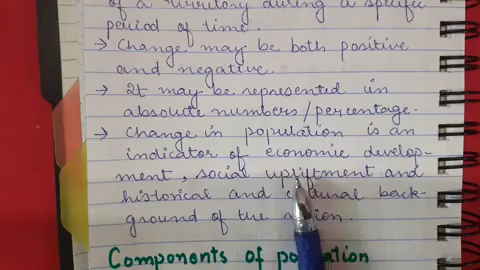 of a territory during a specific
period of time.
→ Change may be both positive
and negative.
→ It may be represented in
absolute numbers/percentage.
→ Change in population is an
indicator of economic develop-
ment, social upliftment and
historical and cultural back-
ground of the region.
Components of population